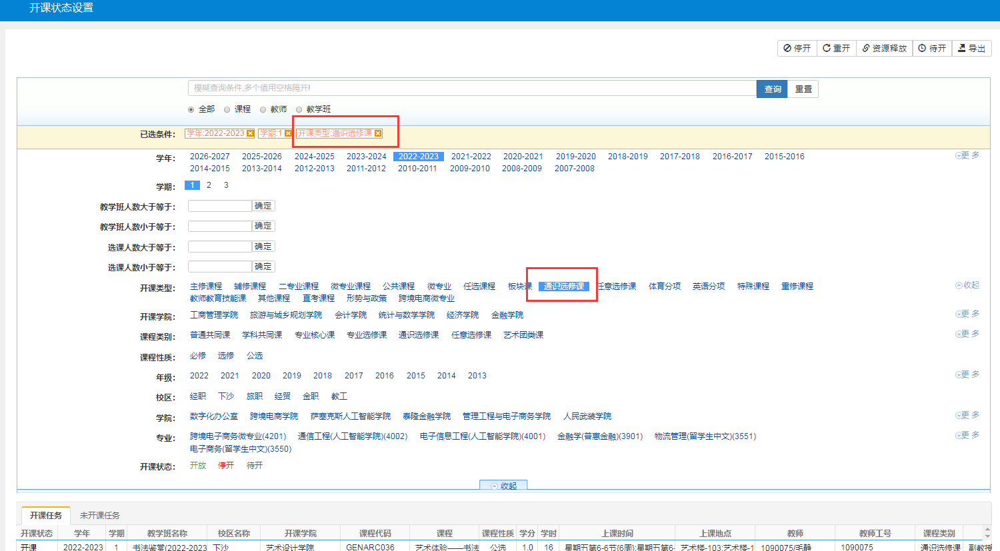 开课状态设置
停开 重开 资源释放 待开 导出
模糊查询条件,多个值用空格隔开! 查询 重置
全部 课程 教师 教学班
已选条件: 学年:2022-2023 学期:1 开课类型:通识选修课
学年: 2026-2027 2025-2026 2024-2025 2023-2024 2022-2023 2021-2022 2020-2021 2019-2020 2018-2019 2017-2018 2016-2017 2015-2016 更多
2014-2015 2013-2014 2012-2013 2011-2012 2010-2011 2009-2010 2008-2009 2007-2008
学期: 1 2 3
教学班人数大于等于: 确定
教学班人数小于等于: 确定
选课人数大于等于: 确定
选课人数小于等于: 确定
开课类型: 主修课程 辅修课程 二专业课程 微专业课程 公共课程 微专业 任选课程 板块课 通识选修课 任意选修课 体育分项 英语分项 特殊课程 重修课程 收起
教师教育技能课 其他课程 直考课程 形势与政策 跨境电商微专业
开课学院: 工商管理学院 旅游与城乡规划学院 会计学院 统计与数学学院 经济学院 金融学院 更多
课程类别: 普通共同课 学科共同课 专业核心课 专业选修课 通识选修课 任意选修课 艺术团类课 更多
课程性质: 必修 选修 公选
年级: 2022 2021 2020 2019 2018 2017 2016 2015 2014 2013 更多
校区: 经职 下沙 旅职 经贸 金职 教工
学院: 数字化办公室 跨境电商学院 萨塞克斯人工智能学院 泰隆金融学院 管理工程与电子商务学院 人民武装学院 更多
专业: 跨境电子商务微专业(4201) 通信工程(人工智能学院)(4002) 电子信息工程(人工智能学院)(4001) 金融学(普惠金融)(3901) 物流管理(留学生中文)(3551) 更多
电子商务(留学生中文)(3550)
开课状态: 开放 停开 待开
收起
开课任务 未开课任务
开课状态 学年 学期 教学班名称 校区名称 开课学院 课程代码 课程 课程性质 学分 学时 上课时间 上课地点 教师 教师工号 课程类别
开课 2022-2023 1 书法鉴赏(2022-2023 下沙 艺术设计学院 GENARC036 艺术体验——书法 公选 1.0 16 星期五第6-6节{6周};星期五第6- 艺术楼-103;艺术楼-1 1090075/毛静 1090075 通识选修课 副教授